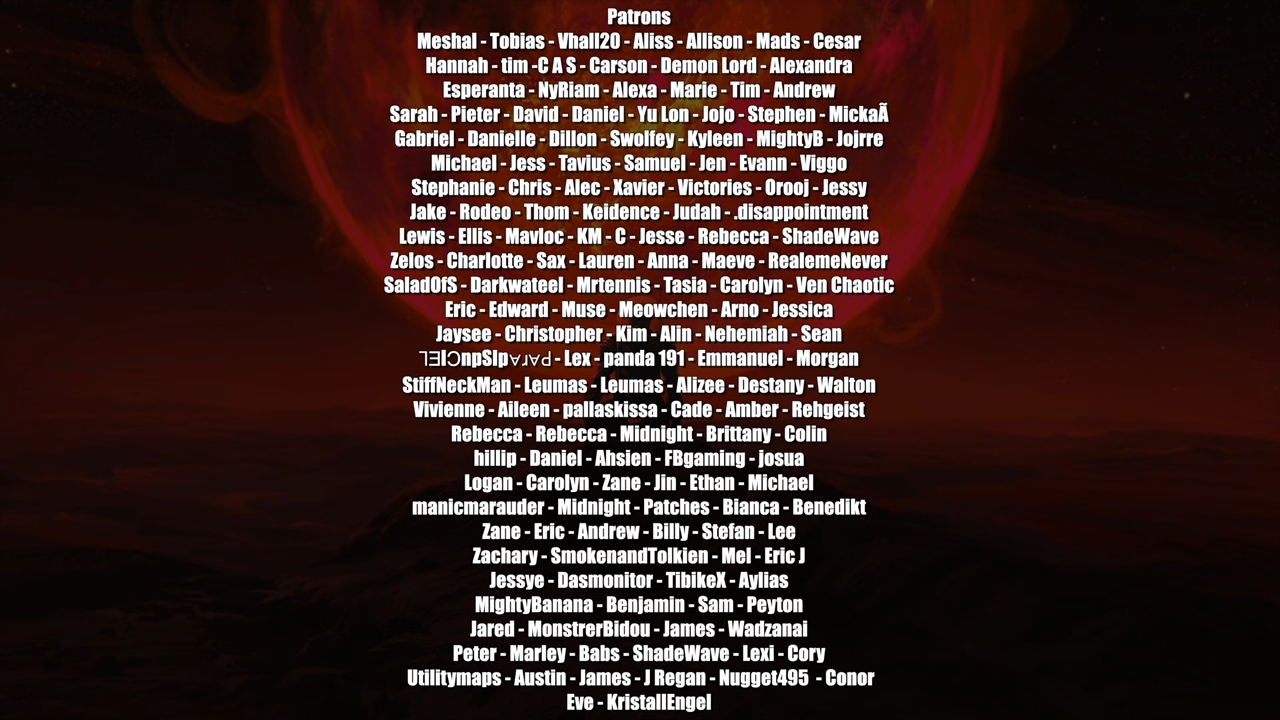 Patrons
Meshal - Tobias - Vhall20 - Aliss - Allison - Mads - Cesar
Hannah - tim -C A S - Carson - Demon Lord - Alexandra
Esperanta - NyRiam - Alexa - Marie - Tim - Andrew
Sarah - Pieter - David - Daniel - Yu Lon - Jojo - Stephen - MickaÃ
Gabriel - Danielle - Dillon - Swolfey - Kyleen - MightyB - Jojrre
Michael - Jess - Tavius - Samuel - Jen - Evann - Viggo
Stephanie - Chris - Alec - Xavier - Victories - Orooj - Jessy
Jake - Rodeo - Thom - Keidence - Judah - .disappointment
Lewis - Ellis - Mavloc - KM - C - Jesse - Rebecca - ShadeWave
Zelos - Charlotte - Sax - Lauren - Anna - Maeve - RealemeNever
SaladOfS - Darkwateel - Mrtennis - Tasia - Carolyn - Ven Chaotic
Eric - Edward - Muse - Meowchen - Arno - Jessica
Jaysee - Christopher - Kim - Alin - Nehemiah - Sean
⅂ƎIƆnpSIpɐɹɐԀ - Lex - panda 191 - Emmanuel - Morgan
StiffNeckMan - Leumas - Leumas - Alizee - Destany - Walton
Vivienne - Aileen - pallaskissa - Cade - Amber - Rehgeist
Rebecca - Rebecca - Midnight - Brittany - Colin
hillip - Daniel - Ahsien - FBgaming - josua
Logan - Carolyn - Zane - Jin - Ethan - Michael
manicmarauder - Midnight - Patches - Bianca - Benedikt
Zane - Eric - Andrew - Billy - Stefan - Lee
Zachary - SmokenandTolkien - Mel - Eric J
Jessye - Dasmonitor - TibikeX - Aylias
MightyBanana - Benjamin - Sam - Peyton
Jared - MonstrerBidou - James - Wadzanai
Peter - Marley - Babs - ShadeWave - Lexi - Cory
Utilitymaps - Austin - James - J Regan - Nugget495 - Conor
Eve - KristallEngel